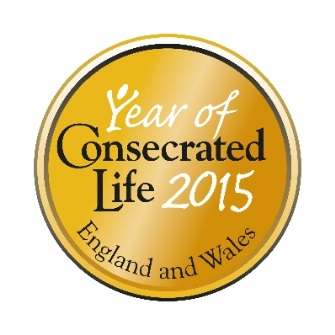 Year of
Consecrated
Life 2015
England and Wales